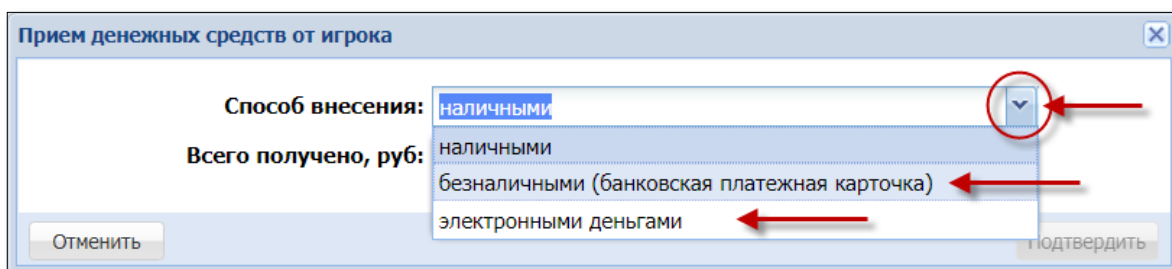 Прием денежных средств от игрока
Способ внесения: наличными
Всего получено, руб:
наличными
безналичными (банковская платежная карточка)
электронными деньгами
Отменить
Подтвердить